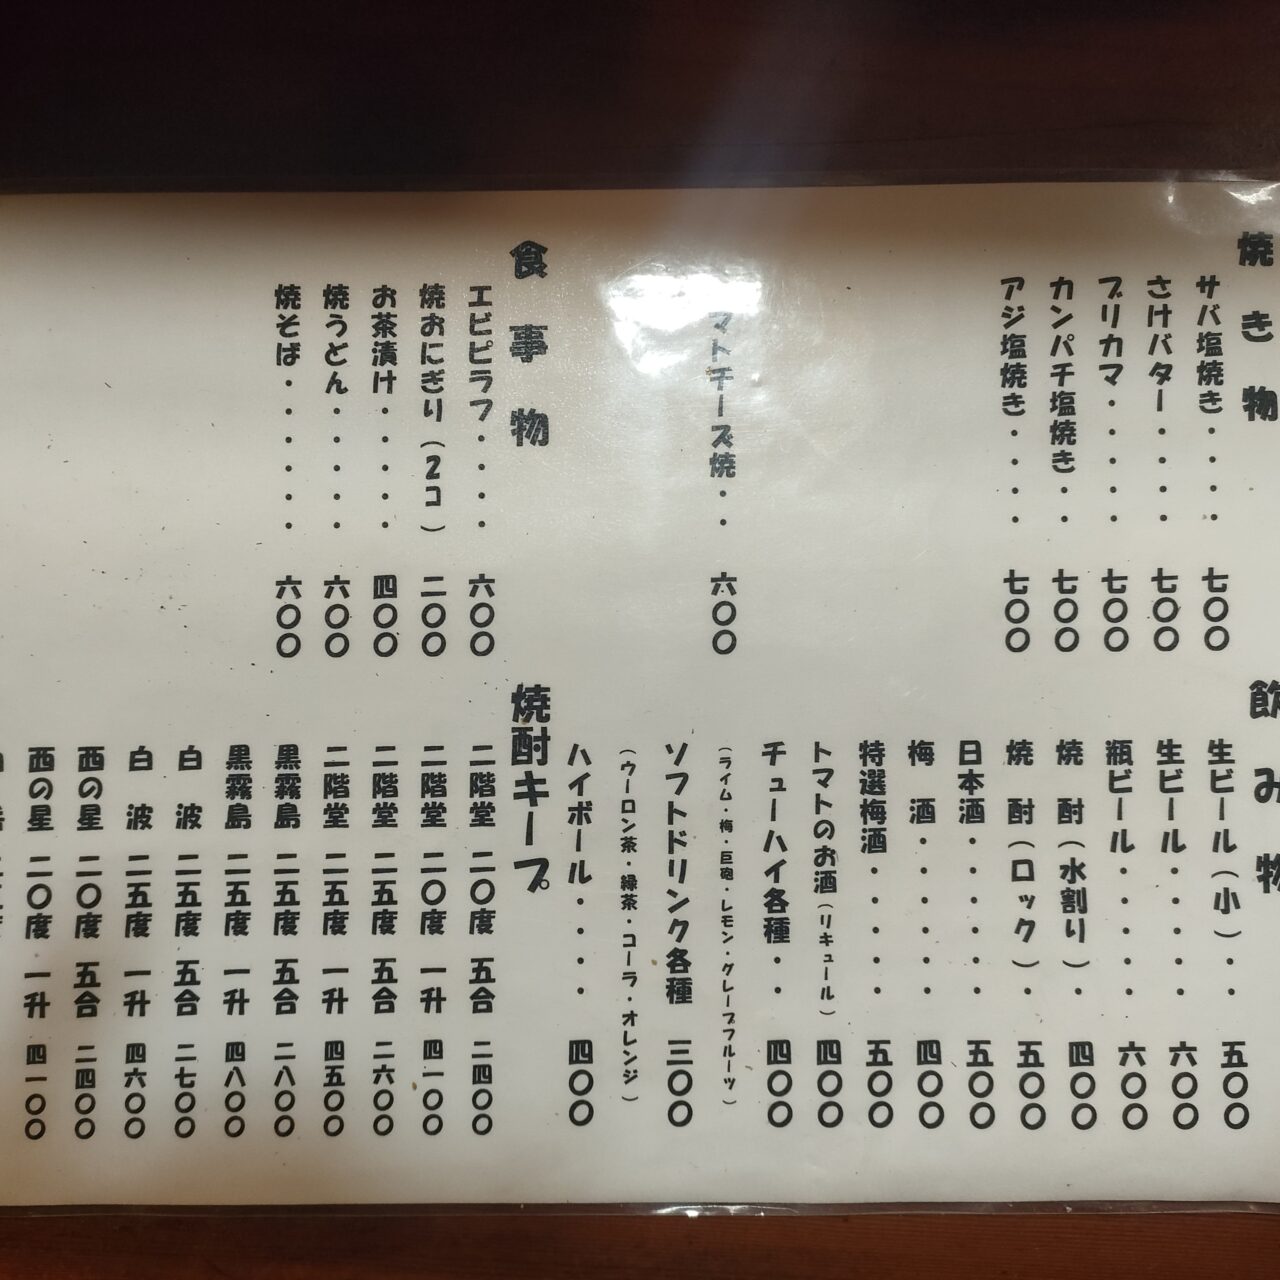 焼き物
サバ塩焼き・・・・七〇〇
さけバター・・・・七〇〇
ブリカマ・・・・・七〇〇
カンパチ塩焼き・・七〇〇
アジ塩焼き・・・・七〇〇
マトチーズ焼・・六〇〇
食事物
エビピラフ・・・・六〇〇
焼おにぎり（2コ）二〇〇
お茶漬け・・・・・四〇〇
焼うどん・・・・・六〇〇
焼そば・・・・・・六〇〇
飲み物
生ビール（小）・・五〇〇
生ビール・・・・・六〇〇
瓶ビール・・・・・六〇〇
焼酎（水割り）・四〇〇
焼酎（ロック）・五〇〇
日本酒・・・・・・五〇〇
梅酒・・・・・・四〇〇
特選梅酒・・・・・五〇〇
トマトのお酒（リキュール）四〇〇
チューハイ各種・・四〇〇
（ライム・梅・巨砲・レモン・グレープフルーツ）
ソフトドリンク各種 三〇〇
（ウーロン茶・緑茶・コーラ・オレンジ）
ハイボール・・・・四〇〇
焼酎キープ
二階堂 二〇度 五合 二四〇〇
二階堂 二〇度 一升 四一〇〇
二階堂 二五度 五合 二六〇〇
二階堂 二五度 一升 四五〇〇
黒霧島 二五度 五合 二八〇〇
黒霧島 二五度 一升 四八〇〇
白波 二五度 五合 二七〇〇
白波 二五度 一升 四六〇〇
西の星 二〇度 五合 二四〇〇
西の星 二〇度 一升 四一〇〇